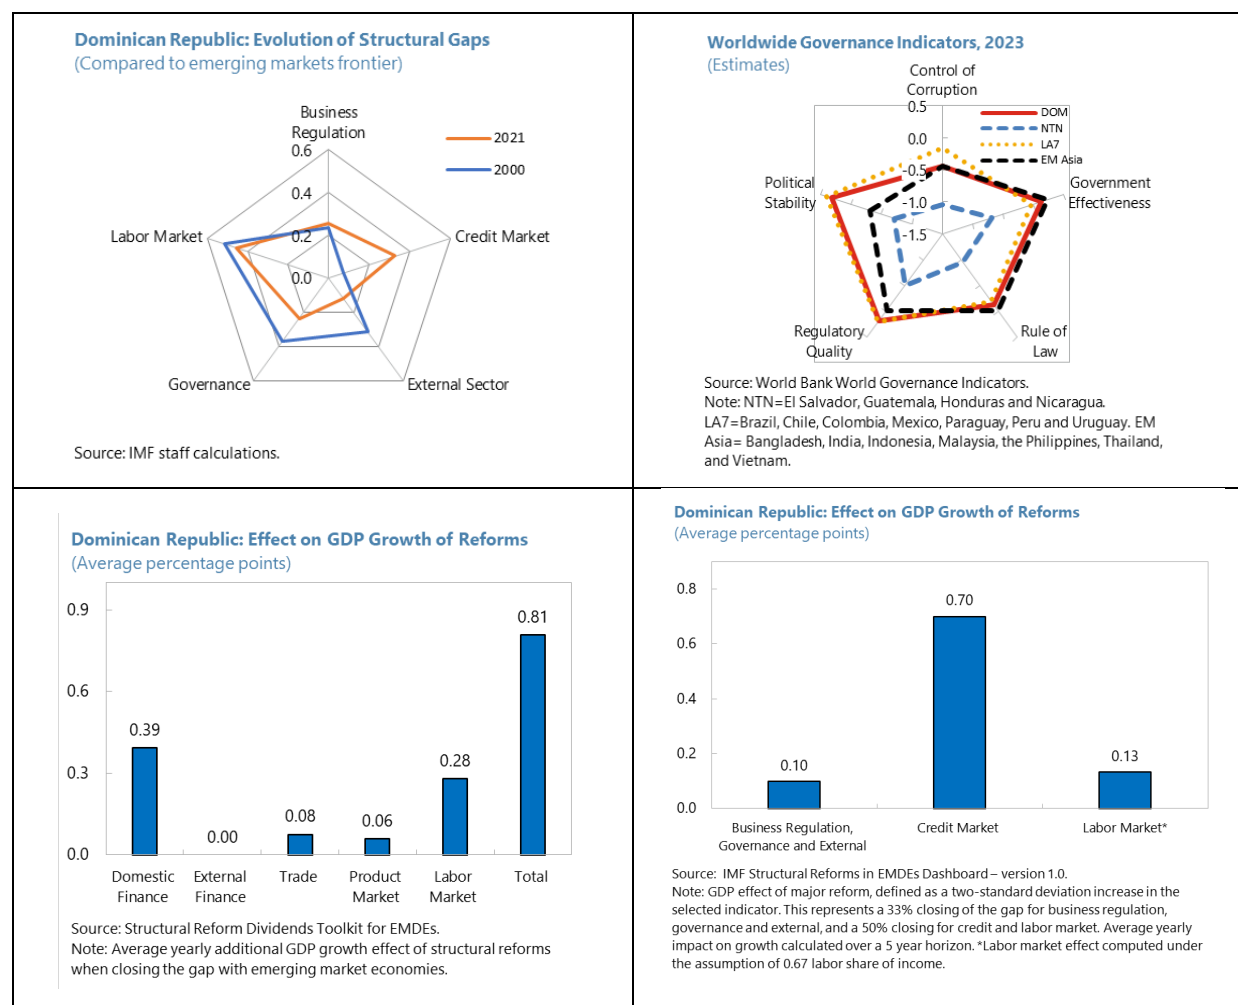 Dominican Republic: Evolution of Structural Gaps
(Compared to emerging markets frontier)
Business
Regulation
0.6
0.4
0.2
0.0
2021
2000
Labor Market
Credit Market
Governance
External Sector
Source: IMF staff calculations.
Worldwide Governance Indicators, 2023
(Estimates)
Control of
Corruption
0.5
0.0
-0.5
-1.0
-1.5
DOM
NTN
LA7
EM Asia
Political
Stability
Government
Effectiveness
Regulatory
Quality
Rule of
Law
Source: World Bank World Governance Indicators.
Note: NTN=El Salvador, Guatemala, Honduras and Nicaragua.
LA7=Brazil, Chile, Colombia, Mexico, Paraguay, Peru and Uruguay. EM
Asia= Bangladesh, India, Indonesia, Malaysia, the Philippines, Thailand,
and Vietnam.
Dominican Republic: Effect on GDP Growth of Reforms
(Average percentage points)
0.9
0.6
0.3
0.0
0.39
0.00
0.08
0.06
0.28
0.81
Domestic
Finance
External
Finance
Trade
Product
Market
Labor
Market
Total
Source: Structural Reform Dividends Toolkit for EMDEs.
Note: Average yearly additional GDP growth effect of structural reforms
when closing the gap with emerging market economies.
Dominican Republic: Effect on GDP Growth of Reforms
(Average percentage points)
0.8
0.6
0.4
0.2
0.0
0.10
0.70
0.13
Business Regulation,
Governance and External
Credit Market
Labor Market*
Source: IMF Structural Reforms in EMDEs Dashboard – version 1.0.
Note: GDP effect of major reform, defined as a two-standard deviation increase in the
selected indicator. This represents a 33% closing of the gap for business regulation,
governance and external, and a 50% closing for credit and labor market. Average yearly
impact on growth calculated over a 5 year horizon. *Labor market effect computed under
the assumption of 0.67 labor share of income.